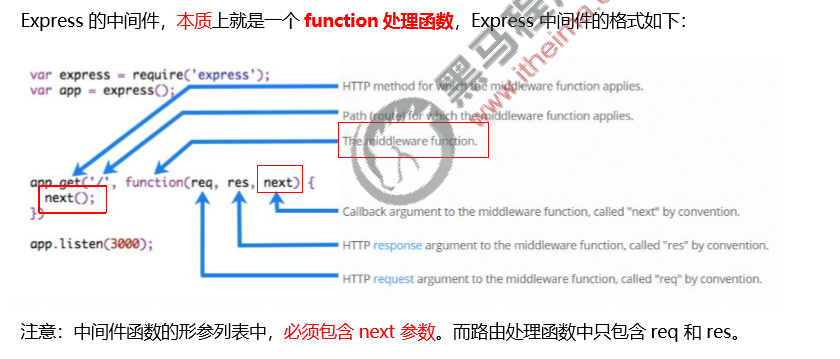 Express 的中间件，本质上就是一个 function 处理函数，Express 中间件的格式如下：
var express = require('express');
var app = express();
HTTP method for which the middleware function applies.
Path (route) for which the middleware function applies.
The middleware function.
app.get('/', function(req, res, next) {
next();
})
Callback argument to the middleware function, called "next" by convention.
app.listen(3000);
HTTP response argument to the middleware function, called "res" by convention.
HTTP request argument to the middleware function, called "req" by convention.
注意：中间件函数的形参列表中，必须包含 next 参数。而路由处理函数中只包含 req 和 res。
黑马程
www.itheima.c